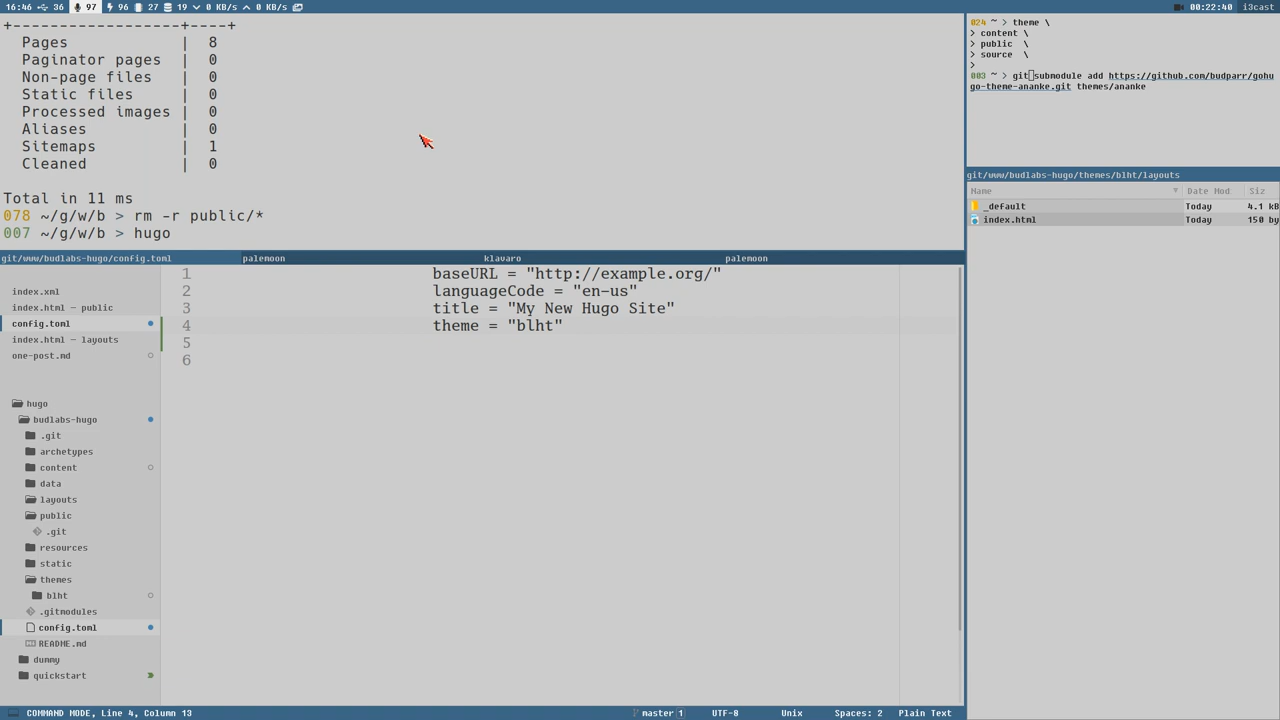 16:46 36 97 96 27 19 0 KB/s 0 KB/s
00:22:40 i3cast
+-----------------+----+
Pages | 8
Paginator pages | 0
Non-page files | 0
Static files | 0
Processed images | 0
Aliases | 0
Sitemaps | 1
Cleaned | 0
Total in 11 ms
078 ~/g/w/b > rm -r public/*
007 ~/g/w/b > hugo
024 ~ > theme \
> content \
> public \
> source \
>
003 ~ > git submodule add https://github.com/budparr/gohu
go-theme-ananke.git themes/ananke
git/www/budlabs-hugo/themes/blht/layouts
Name Date Mod Siz
_default Today 4.1 kB
index.html Today 150 by
git/www/budlabs-hugo/config.toml palemoon klavaro palemoon
index.xml
index.html — public
config.toml
index.html — layouts
one-post.md
hugo
budlabs-hugo
.git
archetypes
content
data
layouts
public
.git
resources
static
themes
blht
.gitmodules
config.toml
README.md
dummy
quickstart
1 baseURL = "http://example.org/"
2 languageCode = "en-us"
3 title = "My New Hugo Site"
4 theme = "blht"
5
6
COMMAND MODE, Line 4, Column 13 master 1 UTF-8 Unix Spaces: 2 Plain Text